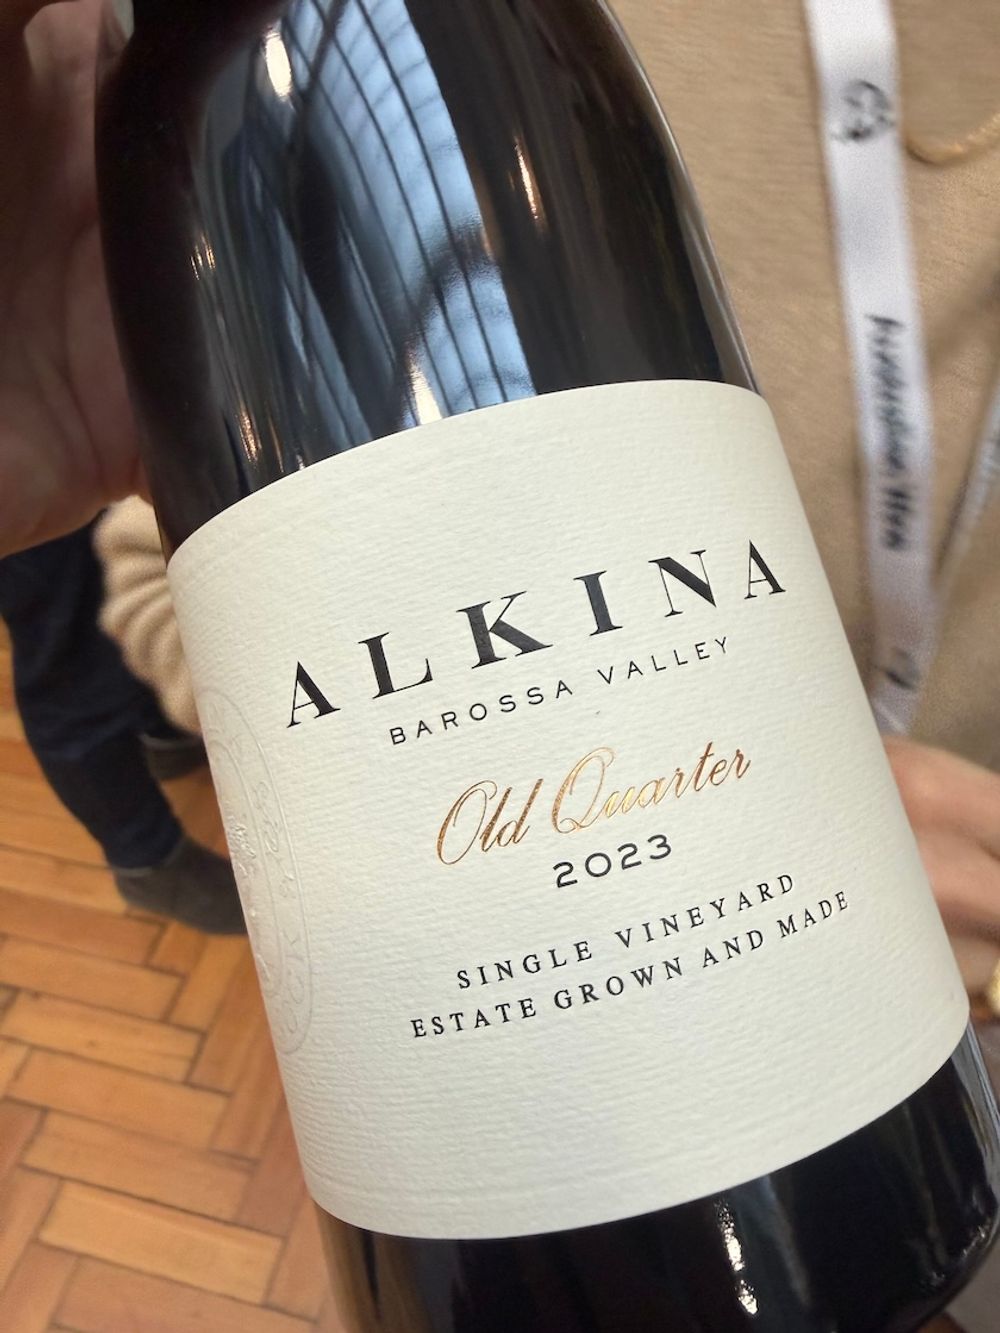 ALKINA
BAROSSA VALLEY
Old Quarter
2023
SINGLE VINEYARD
ESTATE GROWN AND MADE